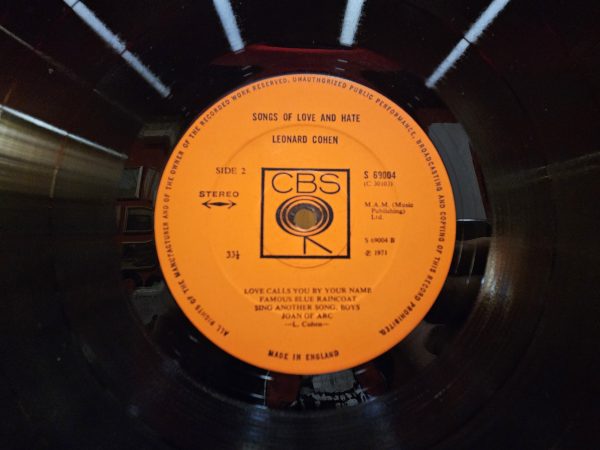 ALL RIGHTS OF THE MANUFACTURER AND OF THE OWNER OF THE RECORDED WORK RESERVED. UNAUTHORIZED PUBLIC PERFORMANCE, BROADCASTING AND COPYING OF THIS RECORD PROHIBITED.
SONGS OF LOVE AND HATE
LEONARD COHEN
SIDE 2
S 69004
(C. 30103)
CBS
STEREO
M.A.M. (Music
Publishing)
Ltd.
33⅓
S 69004 B
℗ 1971
LOVE CALLS YOU BY YOUR NAME
FAMOUS BLUE RAINCOAT
SING ANOTHER SONG, BOYS
JOAN OF ARC
—L. Cohen—
MADE IN ENGLAND